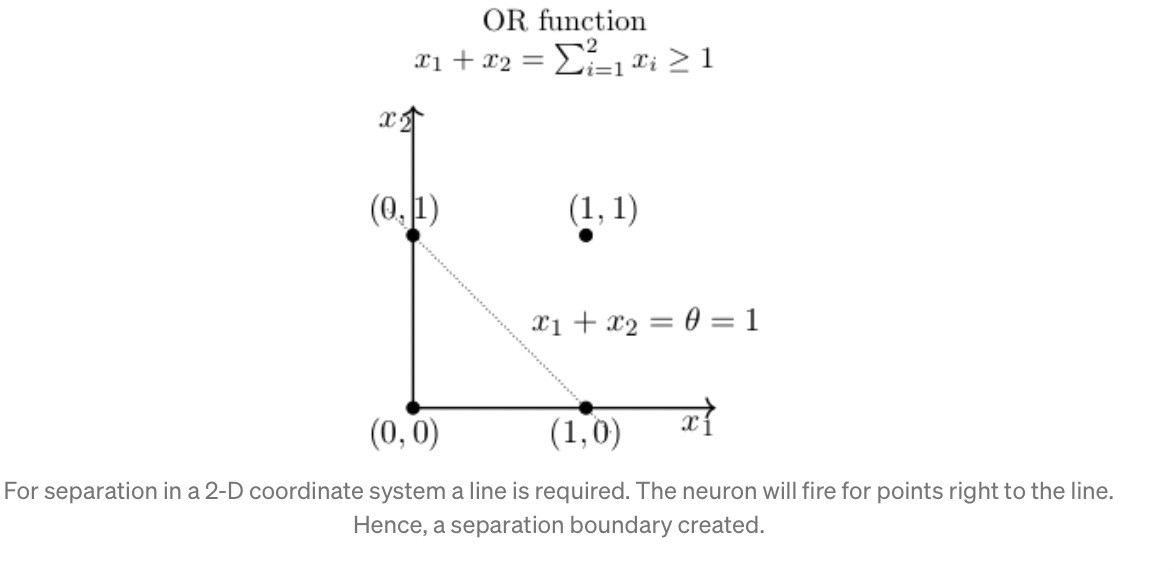 OR function
x₁ + x₂ = ∑²ᵢ₌₁ xᵢ ≥ 1
x₂
(0, 1)
(1, 1)
x₁ + x₂ = θ = 1
(0, 0)
(1, 0)
x₁
For separation in a 2-D coordinate system a line is required. The neuron will fire for points right to the line.
Hence, a separation boundary created.